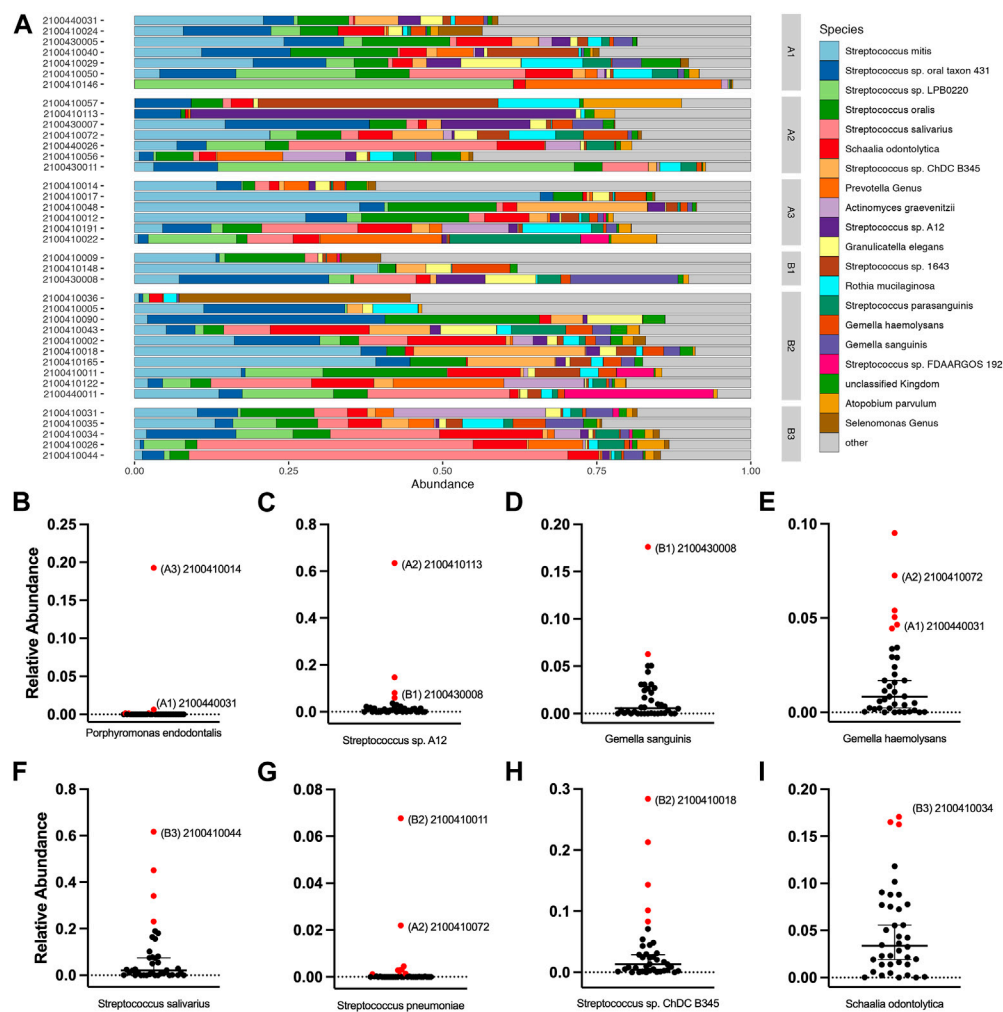 A
2100440031
2100410024
2100430005
2100410040
2100410029
2100410050
2100410146
A1
2100410057
2100410113
2100430007
2100410072
2100440026
2100410056
2100430011
A2
2100410014
2100410017
2100410048
2100410012
2100410191
2100410022
A3
2100410009
2100410148
2100430008
B1
2100410036
2100410005
2100410090
2100410043
2100410002
2100410018
2100410165
2100410011
2100410122
2100440011
B2
2100410031
2100410035
2100410034
2100410026
2100410044
B3
0.00 0.25 0.50 0.75 1.00
Abundance
Species
Streptococcus mitis
Streptococcus sp. oral taxon 431
Streptococcus sp. LPB0220
Streptococcus oralis
Streptococcus salivarius
Schaalia odontolytica
Streptococcus sp. ChDC B345
Prevotella Genus
Actinomyces graevenitzii
Streptococcus sp. A12
Granulicatella elegans
Streptococcus sp. 1643
Rothia mucilaginosa
Streptococcus parasanguinis
Gemella haemolysans
Gemella sanguinis
Streptococcus sp. FDAARGOS 192
unclassified Kingdom
Atopobium parvulum
Selenomonas Genus
other
B
Relative Abundance
0.25
0.20
0.15
0.10
0.05
0.00
(A3) 2100410014
(A1) 2100440031
Porphyromonas endodontalis
C
0.8
0.6
0.4
0.2
0.0
(A2) 2100410113
(B1) 2100430008
Streptococcus sp. A12
D
0.20
0.15
0.10
0.05
0.00
(B1) 2100430008
Gemella sanguinis
E
0.10
0.05
0.00
(A2) 2100410072
(A1) 2100440031
Gemella haemolysans
F
Relative Abundance
0.8
0.6
0.4
0.2
0.0
(B3) 2100410044
Streptococcus salivarius
G
0.08
0.06
0.04
0.02
0.00
(B2) 2100410011
(A2) 2100410072
Streptococcus pneumoniae
H
0.3
0.2
0.1
0.0
(B2) 2100410018
Streptococcus sp. ChDC B345
I
0.20
0.15
0.10
0.05
0.00
(B3) 2100410034
Schaalia odontolytica